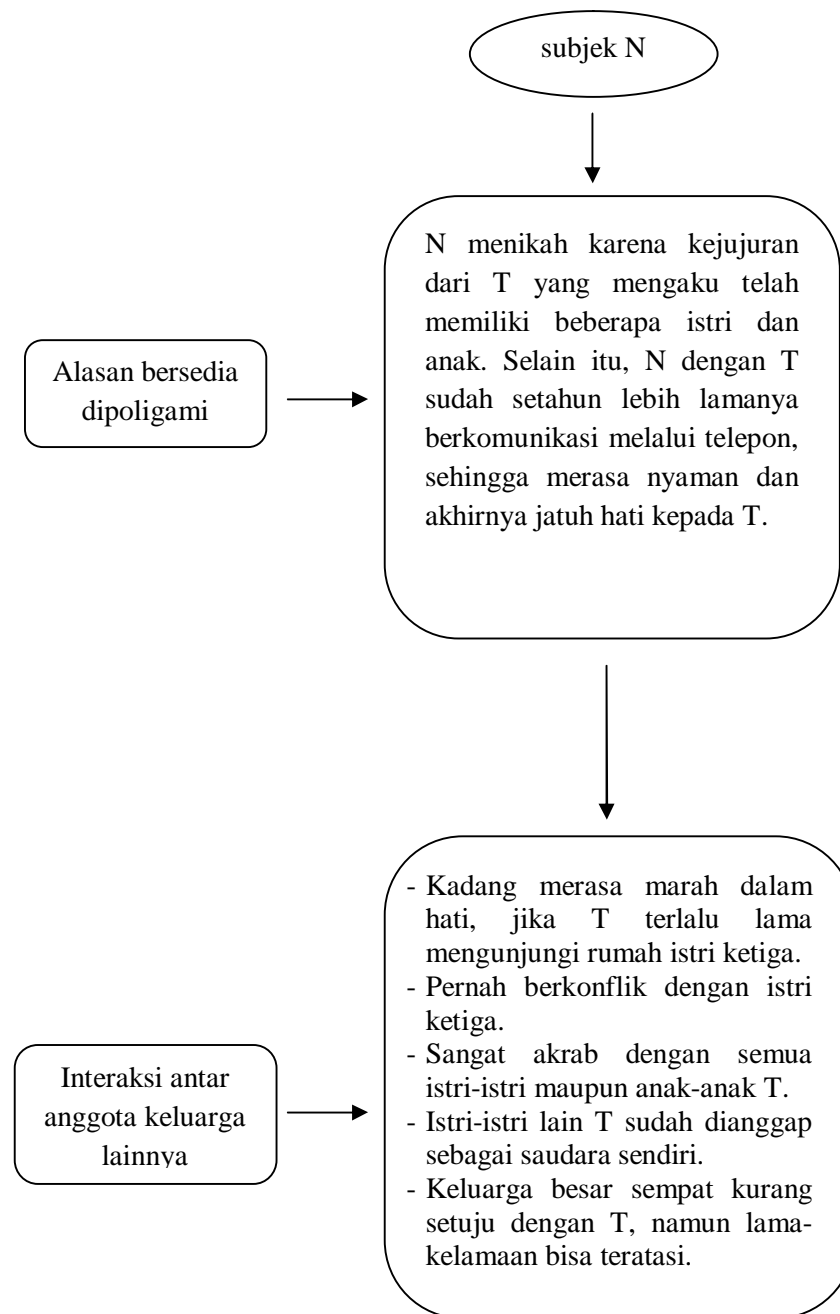 subjek N
N menikah karena kejujuran
dari T yang mengaku telah
memiliki beberapa istri dan
anak. Selain itu, N dengan T
sudah setahun lebih lamanya
berkomunikasi melalui telepon,
sehingga merasa nyaman dan
akhirnya jatuh hati kepada T.
Alasan bersedia
dipoligami
- Kadang merasa marah dalam
hati, jika T terlalu lama
mengunjungi rumah istri ketiga.
- Pernah berkonflik dengan istri
ketiga.
- Sangat akrab dengan semua
istri-istri maupun anak-anak T.
- Istri-istri lain T sudah dianggap
sebagai saudara sendiri.
- Keluarga besar sempat kurang
setuju dengan T, namun lama-
kelamaan bisa teratasi.
Interaksi antar
anggota keluarga
lainnya